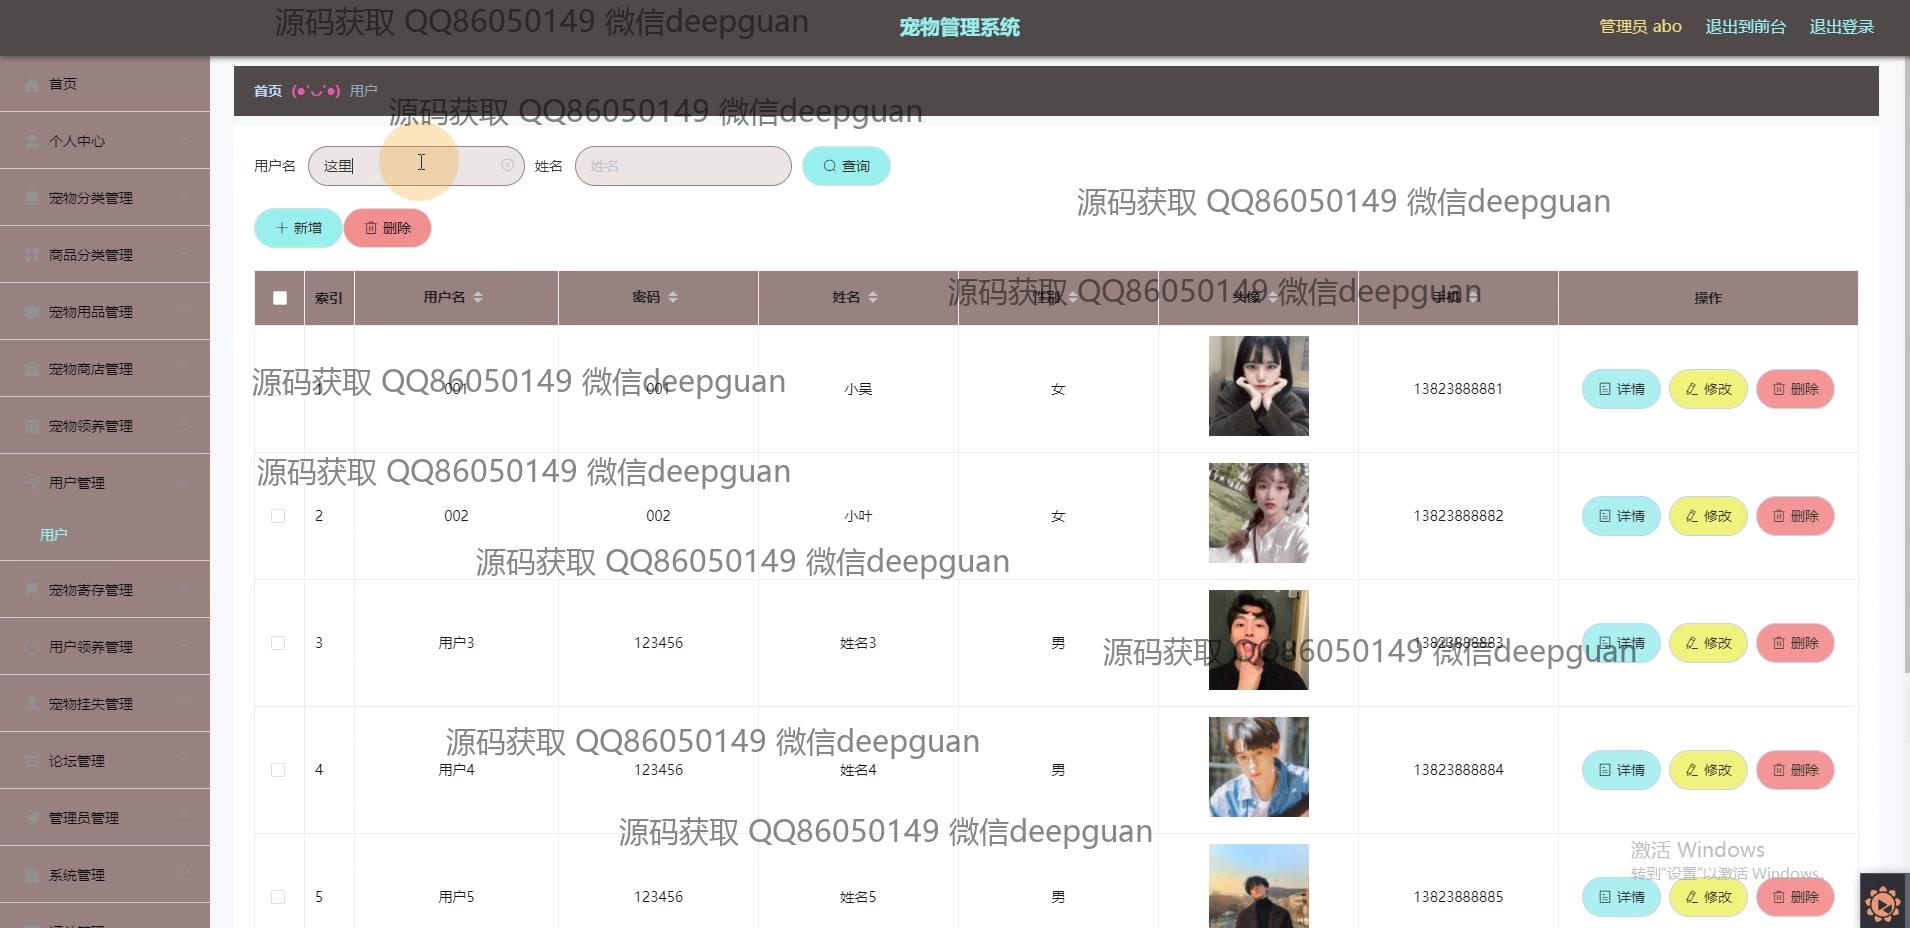 源码获取 QQ86050149 微信deepguan
宠物管理系统
管理员 abo 退出到前台 退出登录
首页 (●'◡'●) 用户
源码获取 QQ86050149 微信deepguan
用户名 这里 姓名 姓名 查询
源码获取 QQ86050149 微信deepguan
新增 删除
索引 用户名 密码 姓名 性别 头像 手机 操作
源码获取 QQ86050149 微信deepguan
1 001 001 小吴 女 13823888881 详情 修改 删除
源码获取 QQ86050149 微信deepguan
源码获取 QQ86050149 微信deepguan
2 002 002 小叶 女 13823888882 详情 修改 删除
源码获取 QQ86050149 微信deepguan
3 用户3 123456 姓名3 男 13823888883 详情 修改 删除
源码获取 QQ86050149 微信deepguan
源码获取 QQ86050149 微信deepguan
4 用户4 123456 姓名4 男 13823888884 详情 修改 删除
源码获取 QQ86050149 微信deepguan
5 用户5 123456 姓名5 男 13823888885 详情 修改 删除
激活 Windows
转到“设置”以激活 Windows。
首页
个人中心
宠物分类管理
商品分类管理
宠物用品管理
宠物商店管理
宠物领养管理
用户管理
用户
宠物寄存管理
用户领养管理
宠物挂失管理
论坛管理
管理员管理
系统管理